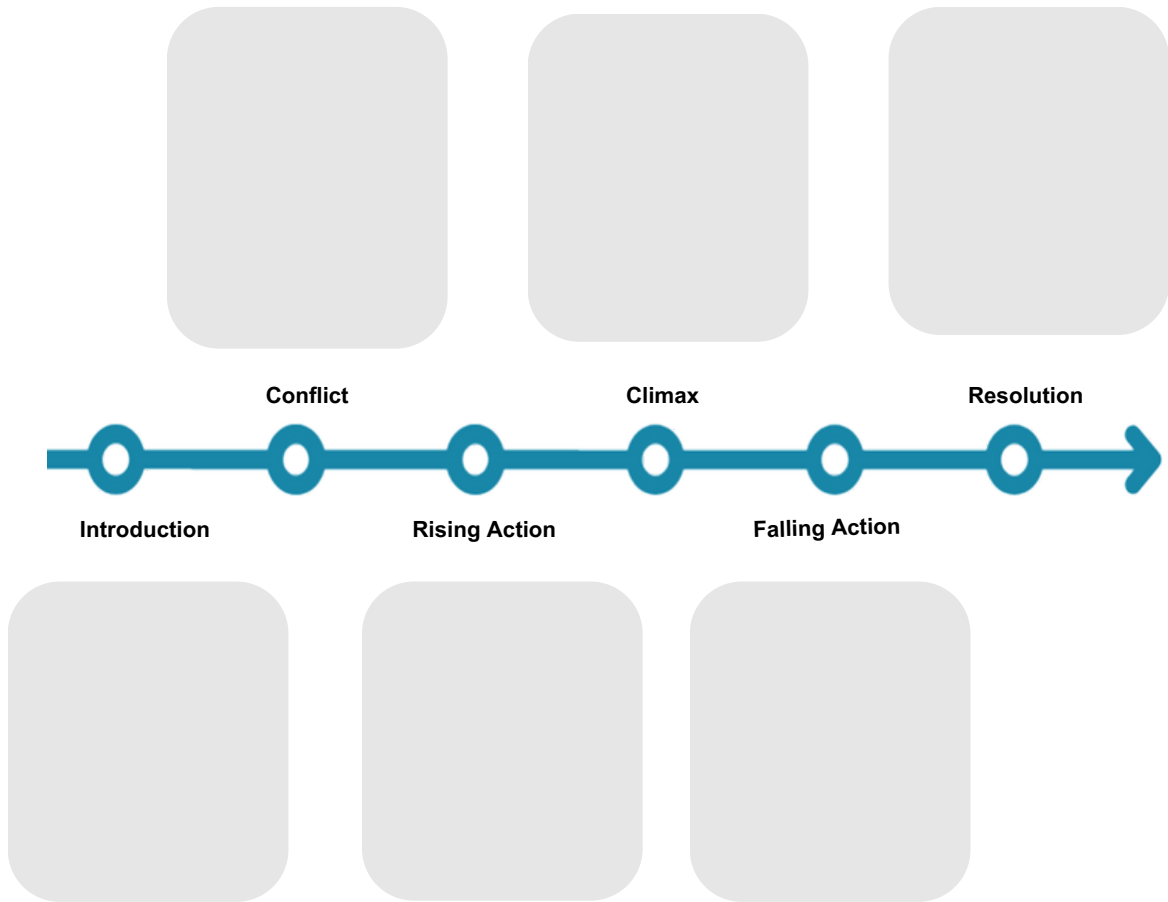 Conflict
Climax
Resolution
Introduction
Rising Action
Falling Action